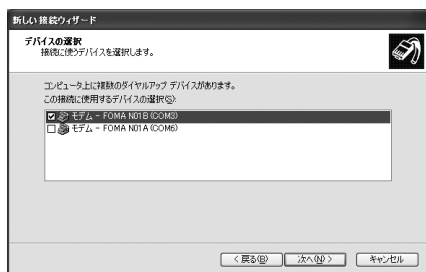 新しい接続ウィザード
デバイスの選択
接続に使うデバイスを選択します。
コンピュータ上に複数のダイヤルアップ デバイスがあります。
この接続に使用するデバイスの選択(S):
モデム - FOMA N01B (COM3)
モデム - FOMA N01A (COM6)
< 戻る(B)
次へ(N) >
キャンセル